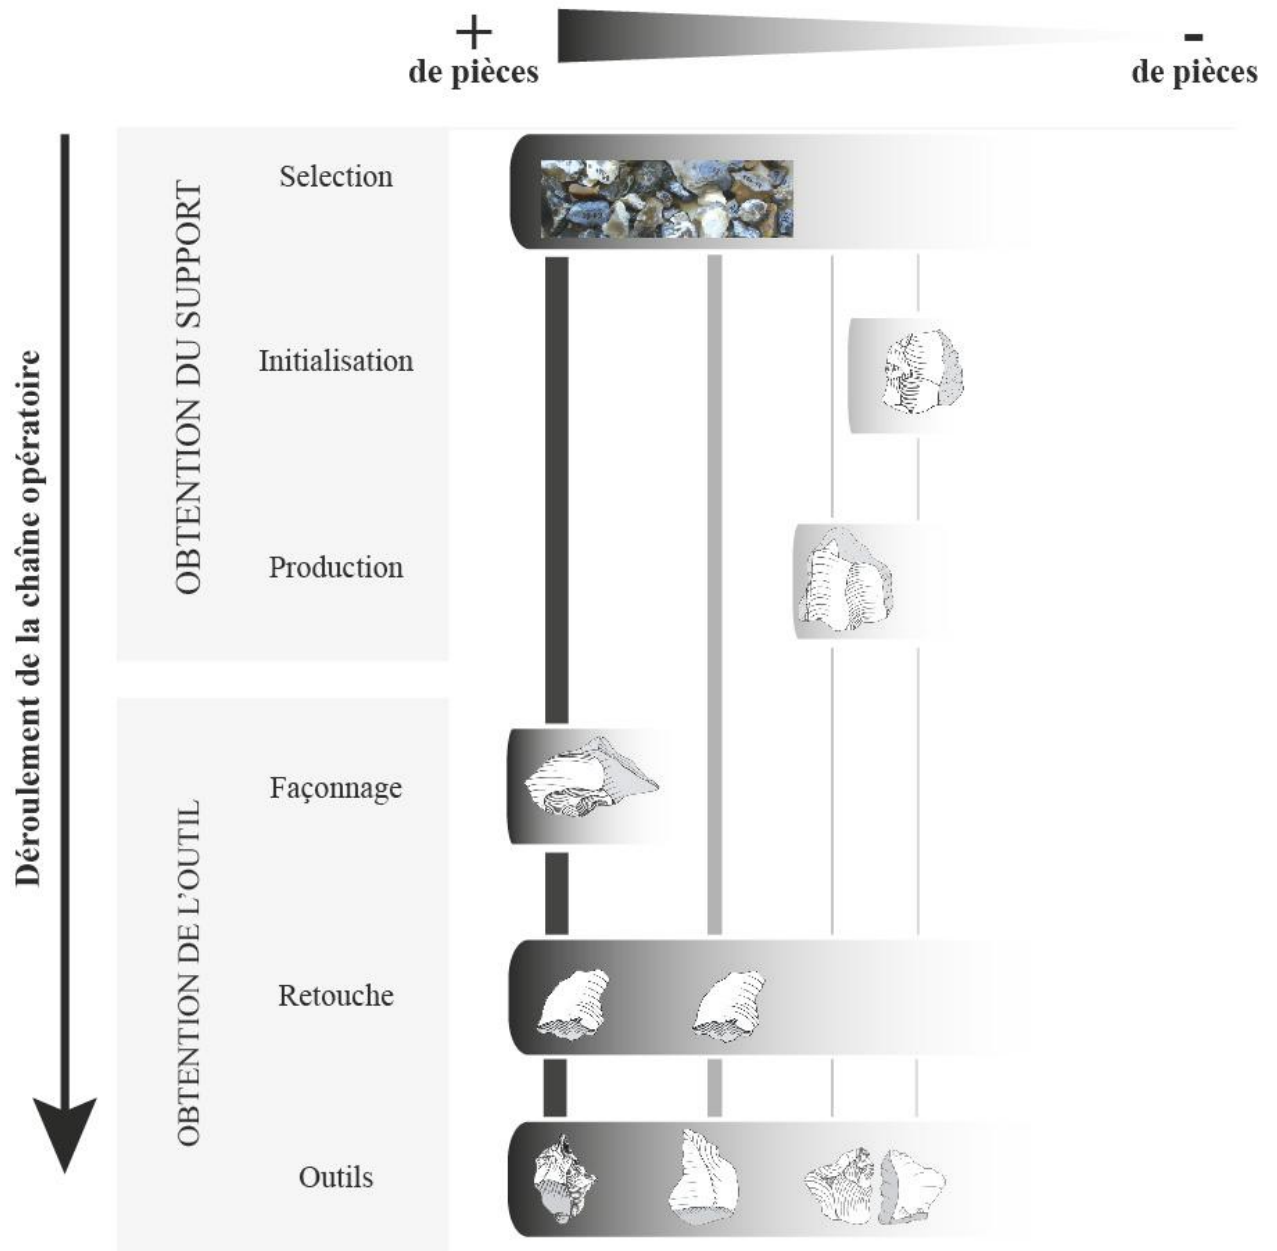 +
de pièces
-
de pièces
Déroulement de la chaîne opératoire
OBTENTION DU SUPPORT
Selection
Initialisation
Production
OBTENTION DE L'OUTIL
Façonnage
Retouche
Outils